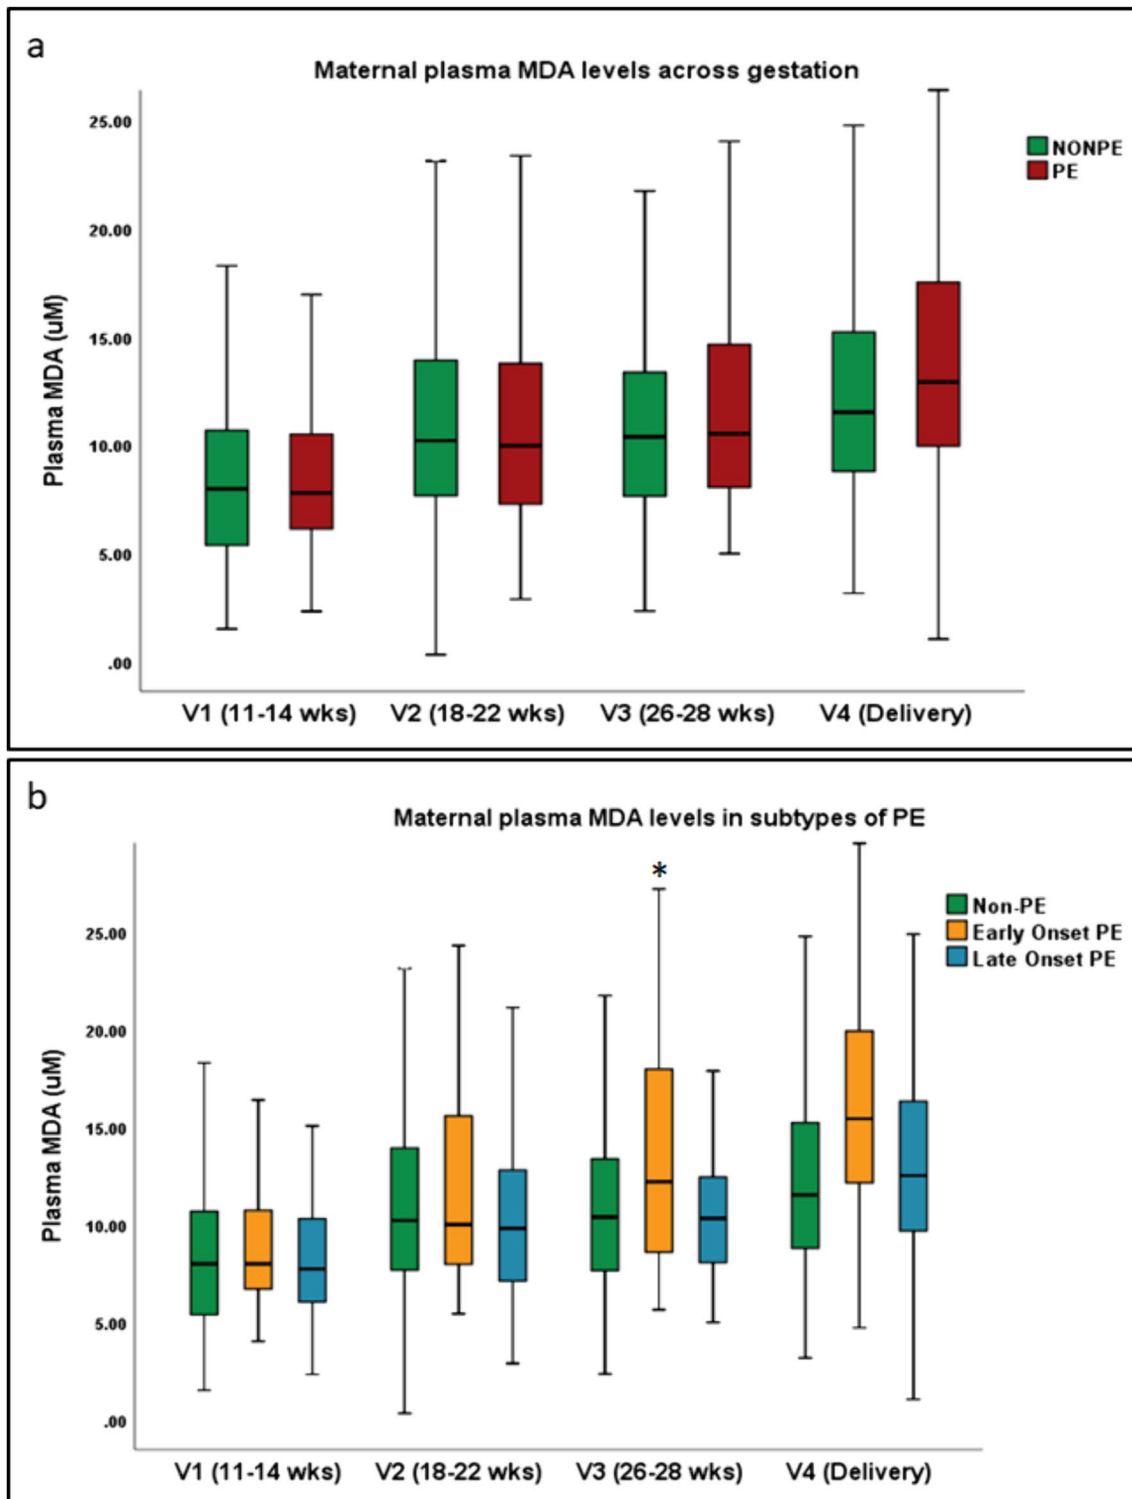 a
Maternal plasma MDA levels across gestation
25.00
20.00
15.00
10.00
5.00
.00
Plasma MDA (uM)
NONPE
PE
V1 (11-14 wks) V2 (18-22 wks) V3 (26-28 wks) V4 (Delivery)
b
Maternal plasma MDA levels in subtypes of PE
*
25.00
20.00
15.00
10.00
5.00
.00
Plasma MDA (uM)
Non-PE
Early Onset PE
Late Onset PE
V1 (11-14 wks) V2 (18-22 wks) V3 (26-28 wks) V4 (Delivery)